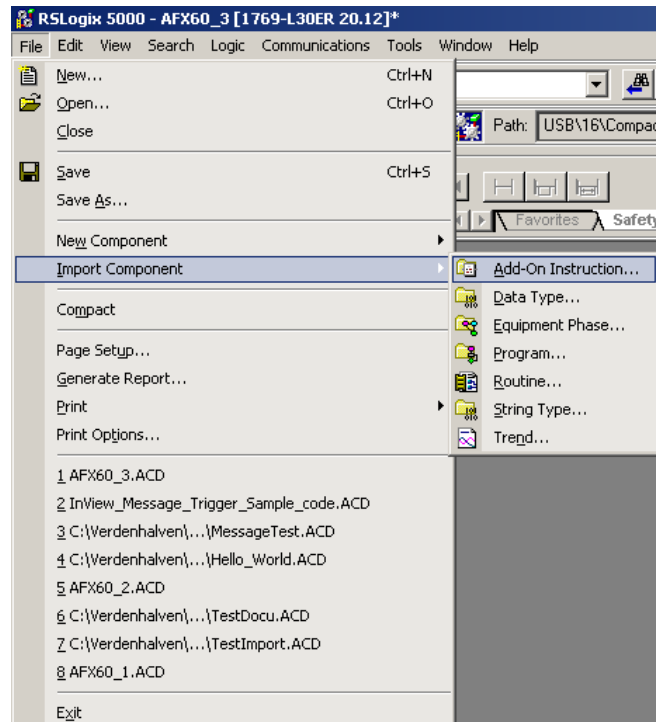 RSLogix 5000 - AFX60_3 [1769-L30ER 20.12]*
File Edit View Search Logic Communications Tools Window Help
New... Ctrl+N
Open... Ctrl+O
Close
Path: USB\16\Compac
Save Ctrl+S
Save As...
Favorites Safety
New Component
Import Component
Add-On Instruction...
Data Type...
Compact
Equipment Phase...
Program...
Page Setup...
Routine...
Generate Report...
Print
String Type...
Print Options...
Trend...
1 AFX60_3.ACD
2 InView_Message_Trigger_Sample_code.ACD
3 C:\Verdenhalven\...\MessageTest.ACD
4 C:\Verdenhalven\...\Hello_World.ACD
5 AFX60_2.ACD
6 C:\Verdenhalven\...\TestDocu.ACD
7 C:\Verdenhalven\...\TestImport.ACD
8 AFX60_1.ACD
Exit